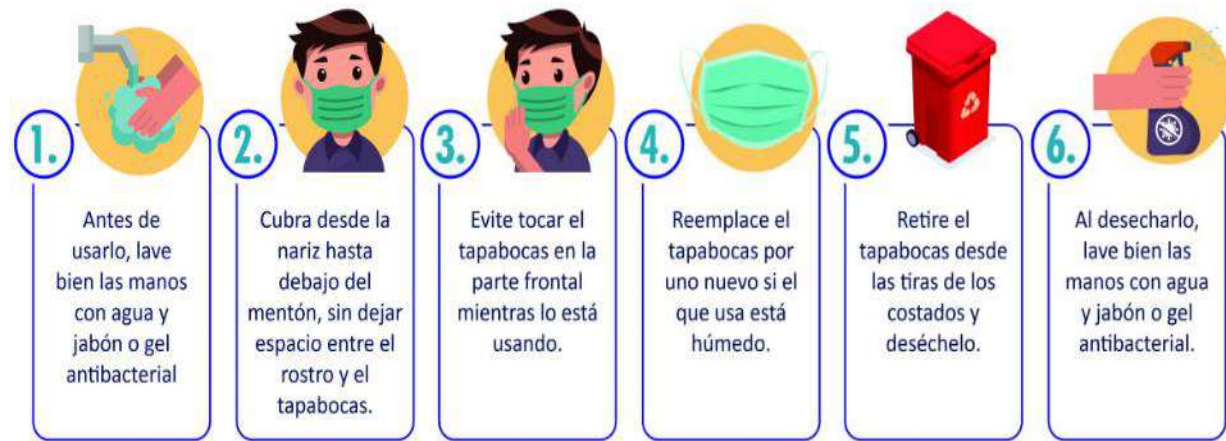 1.
Antes de
usarlo, lave
bien las manos
con agua y
jabón o gel
antibacterial
2.
Cubra desde la
nariz hasta
debajo del
mentón, sin dejar
espacio entre el
rostro y el
tapabocas.
3.
Evite tocar el
tapabocas en la
parte frontal
mientras lo está
usando.
4.
Reemplace el
tapabocas por
uno nuevo si el
que usa está
húmedo.
5.
Retire el
tapabocas desde
las tiras de los
costados y
deséchelo.
6.
Al desecharlo,
lave bien las
manos con agua
y jabón o gel
antibacterial.